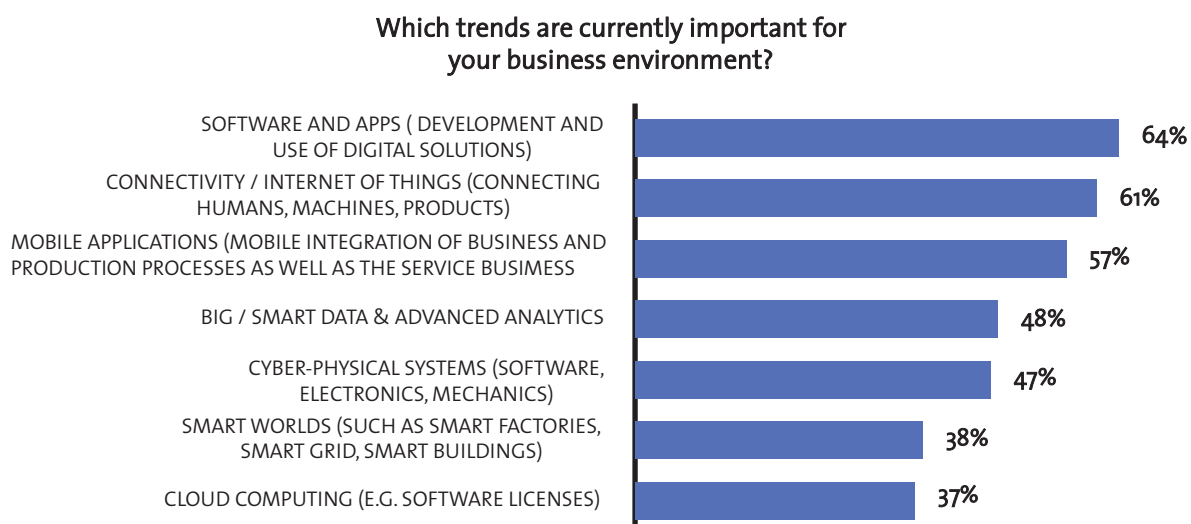 Which trends are currently important for
your business environment?
SOFTWARE AND APPS ( DEVELOPMENT AND
USE OF DIGITAL SOLUTIONS)
64%
CONNECTIVITY / INTERNET OF THINGS (CONNECTING
HUMANS, MACHINES, PRODUCTS)
61%
MOBILE APPLICATIONS (MOBILE INTEGRATION OF BUSINESS AND
PRODUCTION PROCESSES AS WELL AS THE SERVICE BUSIMESS
57%
BIG / SMART DATA & ADVANCED ANALYTICS
48%
CYBER-PHYSICAL SYSTEMS (SOFTWARE,
ELECTRONICS, MECHANICS)
47%
SMART WORLDS (SUCH AS SMART FACTORIES,
SMART GRID, SMART BUILDINGS)
38%
CLOUD COMPUTING (E.G. SOFTWARE LICENSES)
37%